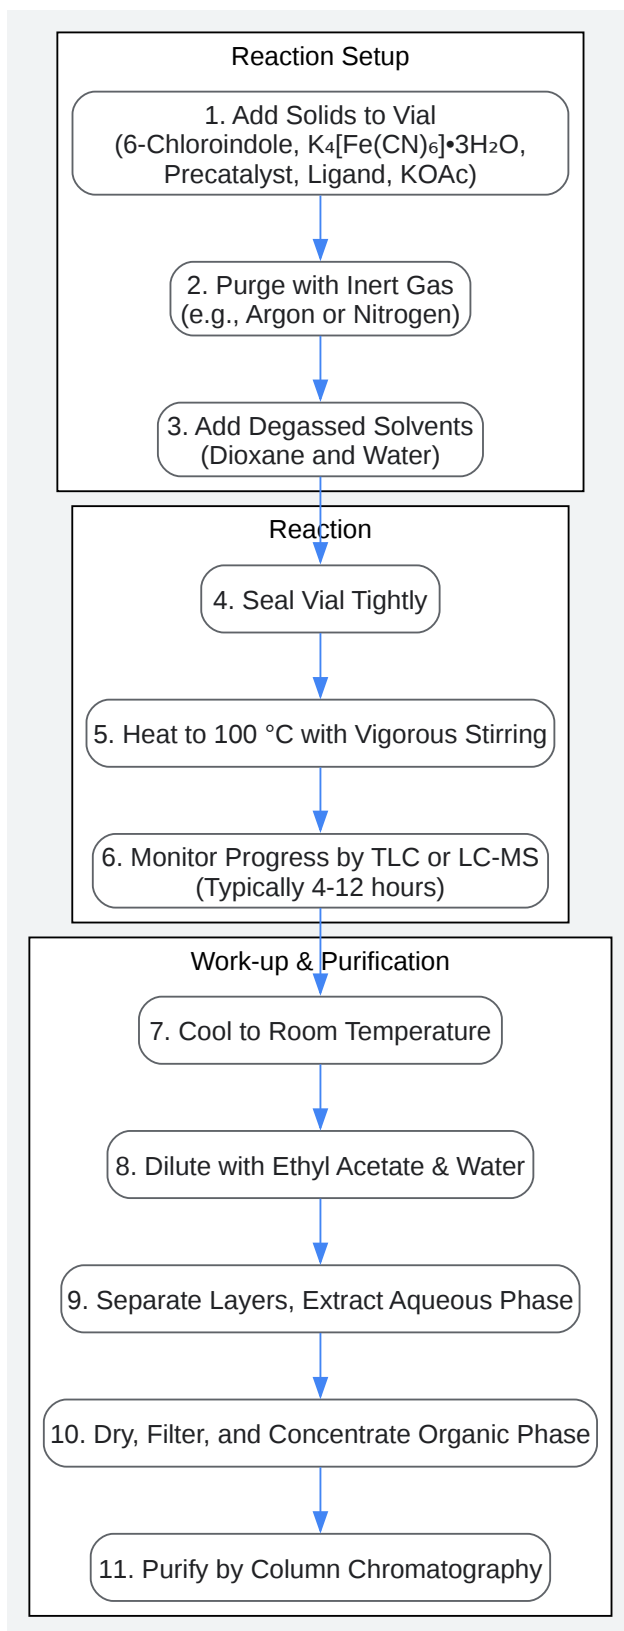 Reaction Setup
1. Add Solids to Vial
(6-Chloroindole, K₄[Fe(CN)₆]•3H₂O,
Precatalyst, Ligand, KOAc)
2. Purge with Inert Gas
(e.g., Argon or Nitrogen)
3. Add Degassed Solvents
(Dioxane and Water)
Reaction
4. Seal Vial Tightly
5. Heat to 100 °C with Vigorous Stirring
6. Monitor Progress by TLC or LC-MS
(Typically 4-12 hours)
Work-up & Purification
7. Cool to Room Temperature
8. Dilute with Ethyl Acetate & Water
9. Separate Layers, Extract Aqueous Phase
10. Dry, Filter, and Concentrate Organic Phase
11. Purify by Column Chromatography